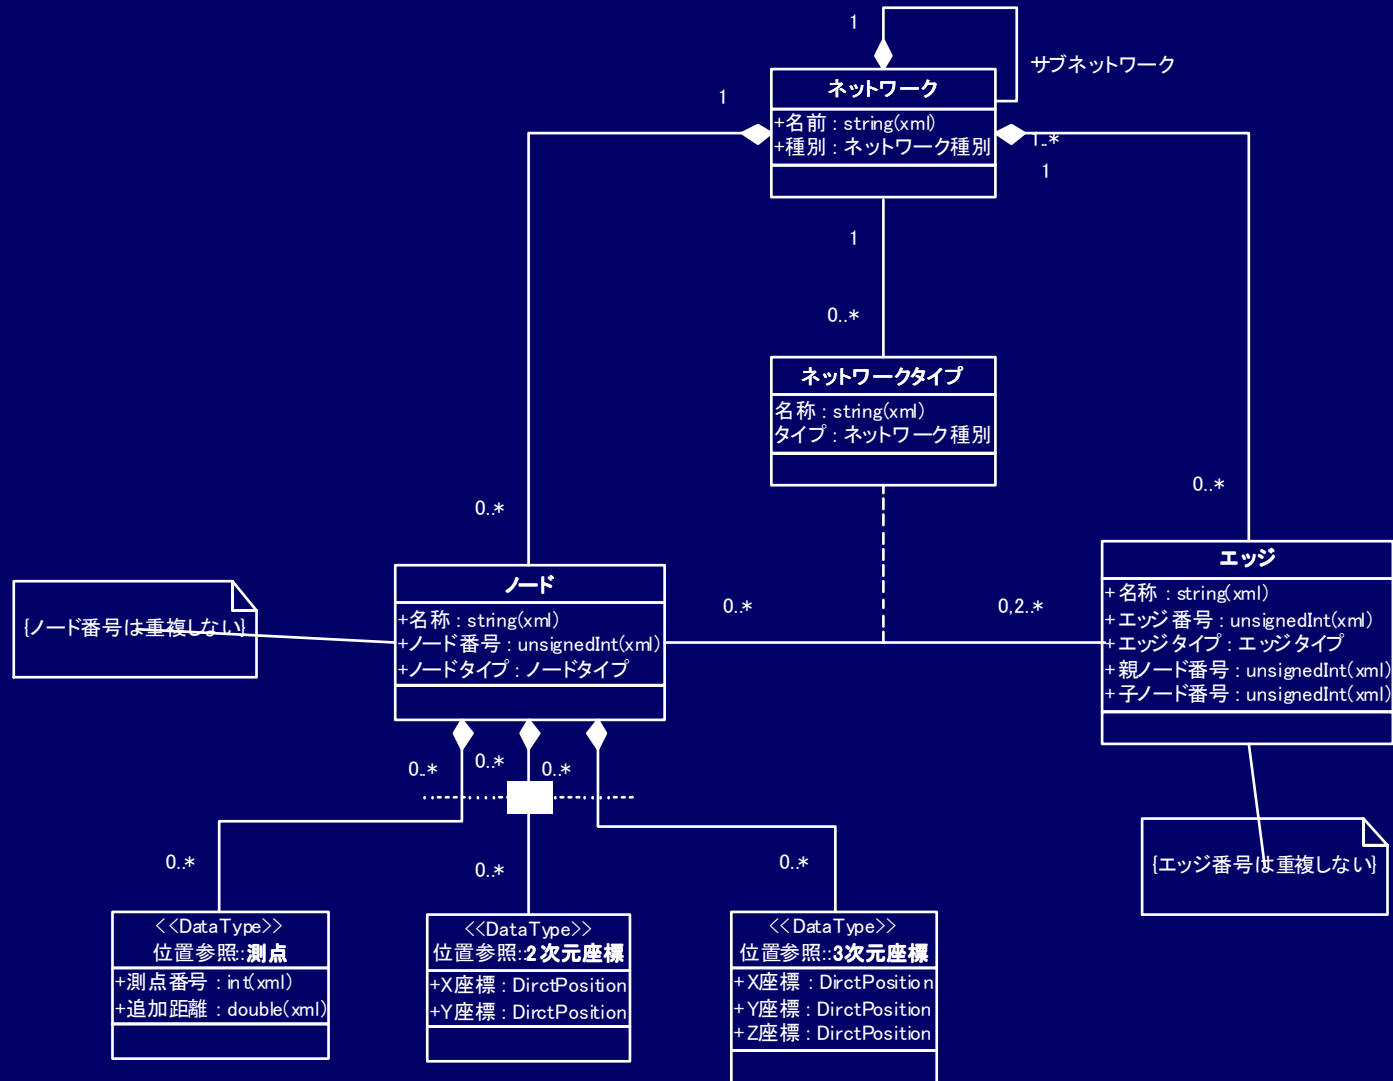 1
サブネットワーク
ネットワーク
1
+名前 : string(xml)
+種別 : ネットワーク種別
1..*
1
1
0..*
ネットワークタイプ
名称 : string(xml)
タイプ : ネットワーク種別
0..*
0..*
ノード
+名称 : string(xml)
+ノード番号 : unsignedInt(xml)
+ノードタイプ : ノードタイプ
{ノード番号は重複しない}
0..*
0,2..*
エッジ
+名称 : string(xml)
+エッジ番号 : unsignedInt(xml)
+エッジタイプ : エッジタイプ
+親ノード番号 : unsignedInt(xml)
+子ノード番号 : unsignedInt(xml)
0..*
0..*
0..*
0..*
0..*
0..*
{エッジ番号は重複しない}
<<DataType>>
位置参照::測点
+測点番号 : int(xml)
+追加距離 : double(xml)
<<DataType>>
位置参照::2次元座標
+X座標 : DirctPosition
+Y座標 : DirctPosition
<<DataType>>
位置参照::3次元座標
+X座標 : DirctPosition
+Y座標 : DirctPosition
+Z座標 : DirctPosition